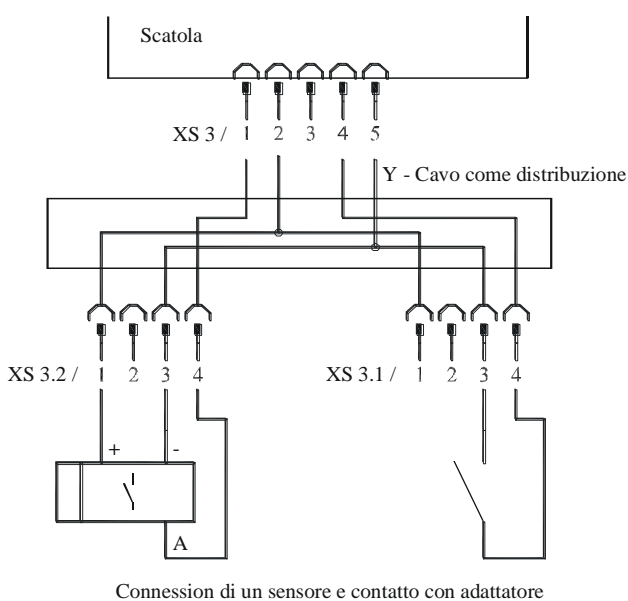 Scatola
XS 3 / 1 2 3 4 5
Y - Cavo come distribuzione
XS 3.2 / 1 2 3 4
XS 3.1 / 1 2 3 4
+ -
A
Connession di un sensore e contatto con adattatore